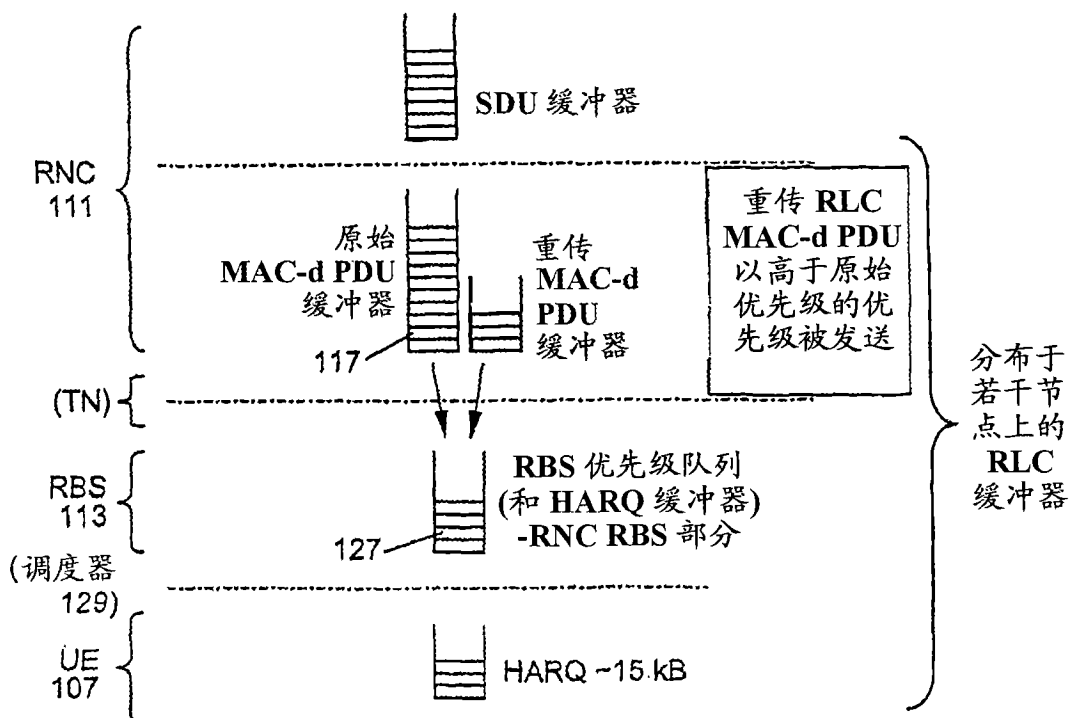 SDU 缓冲器
RNC
111
原始
MAC-d PDU
缓冲器
117
重传
MAC-d
PDU
缓冲器
重传 RLC
MAC-d PDU
以高于原始
优先级的优
先级被发送
(TN)
分布于
若干节
点上的
RLC
缓冲器
RBS
113
RBS 优先级队列
(和 HARQ 缓冲器)
-RNC RBS 部分
127
(调度器
129)
UE
107
HARQ ~15 kB